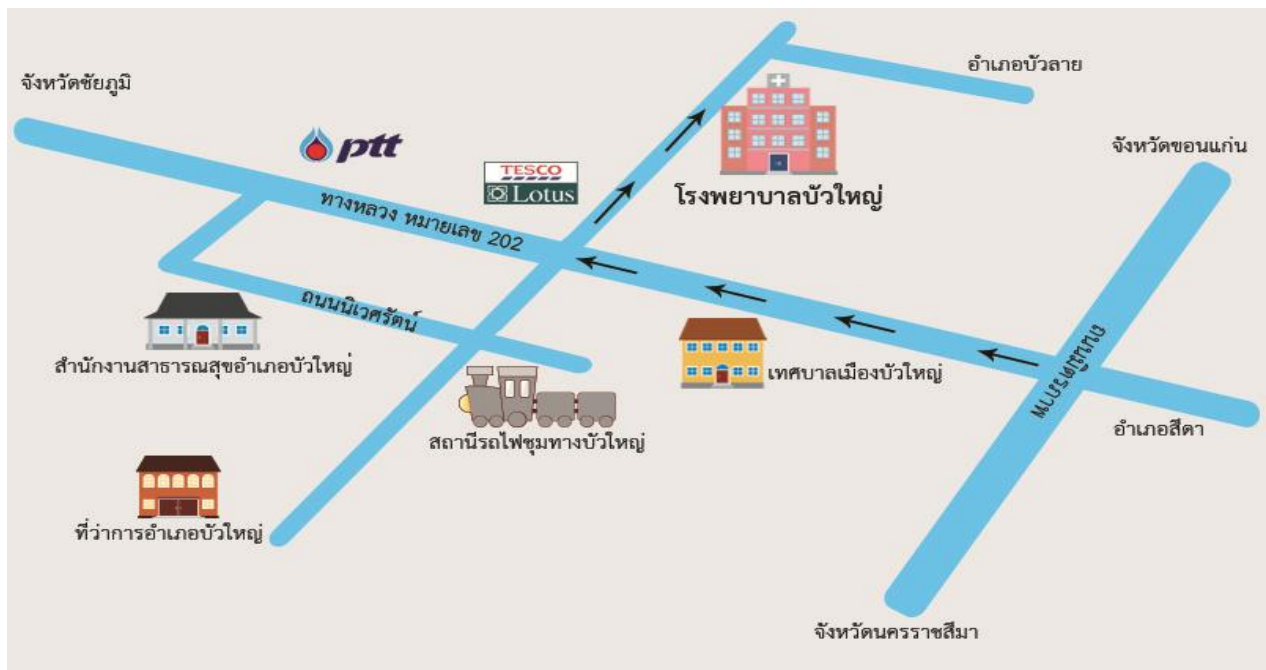 อำเภอบัวลาย
จังหวัดชัยภูมิ
ptt
จังหวัดขอนแก่น
TESCO
Lotus
โรงพยาบาลบัวใหญ่
ทางหลวง หมายเลข 202
ถนนนิเวศรัตน์
ถนนมิตรภาพ
สำนักงานสาธารณสุขอำเภอบัวใหญ่
เทศบาลเมืองบัวใหญ่
อำเภอสีดา
สถานีรถไฟชุมทางบัวใหญ่
ที่ว่าการอำเภอบัวใหญ่
จังหวัดนครราชสีมา